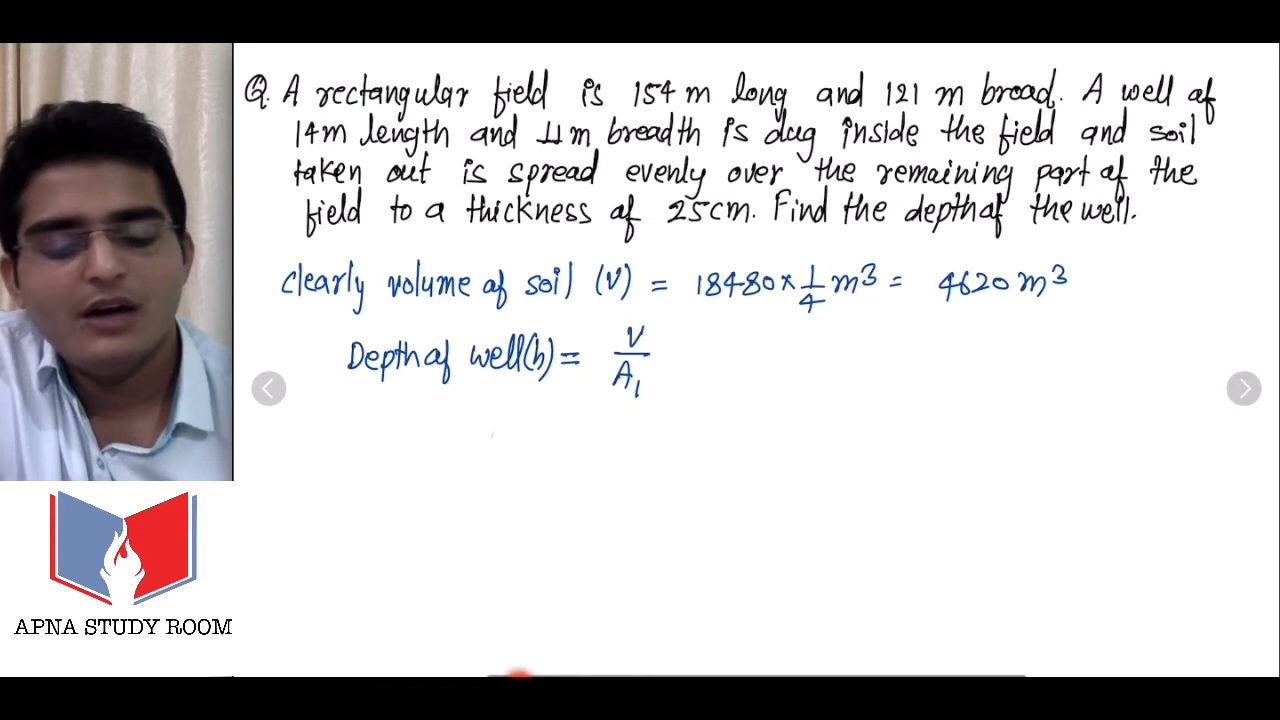 Q. A rectangular field is 154 m long and 121 m broad. A well of
14m length and 11m breadth is dug inside the field and soil
taken out is spread evenly over the remaining part of the
field to a thickness of 25cm. Find the depth of the well.
Clearly volume of soil (V) = 18480 × 1/4 m³ = 4620 m³
Depth of well (h) = V/A₁
APNA STUDY ROOM